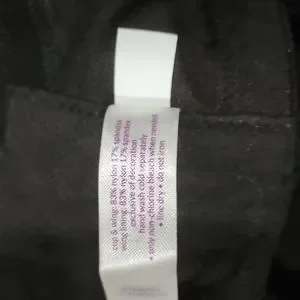 cup & wing: 83% nylon 17% spandex
wing lining: 83% nylon 17% spandex
exclusive of decoration
hand wash cold separately
• only non-chlorine bleach when needed
• line dry • do not iron